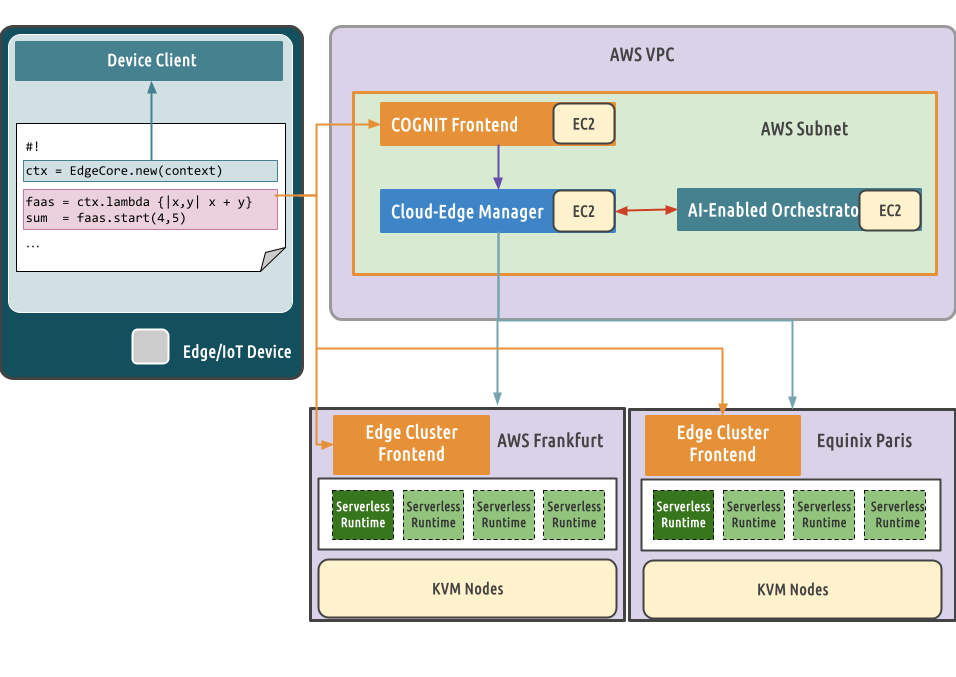 Device Client
#!
ctx = EdgeCore.new(context)
faas = ctx.lambda {|x,y| x + y}
sum = faas.start(4,5)
...
Edge/IoT Device
AWS VPC
AWS Subnet
COGNIT Frontend
EC2
Cloud-Edge Manager
EC2
AI-Enabled Orchestrato
EC2
Edge Cluster
Frontend
AWS Frankfurt
Serverless
Runtime
Serverless
Runtime
Serverless
Runtime
Serverless
Runtime
KVM Nodes
Edge Cluster
Frontend
Equinix Paris
Serverless
Runtime
Serverless
Runtime
Serverless
Runtime
Serverless
Runtime
KVM Nodes